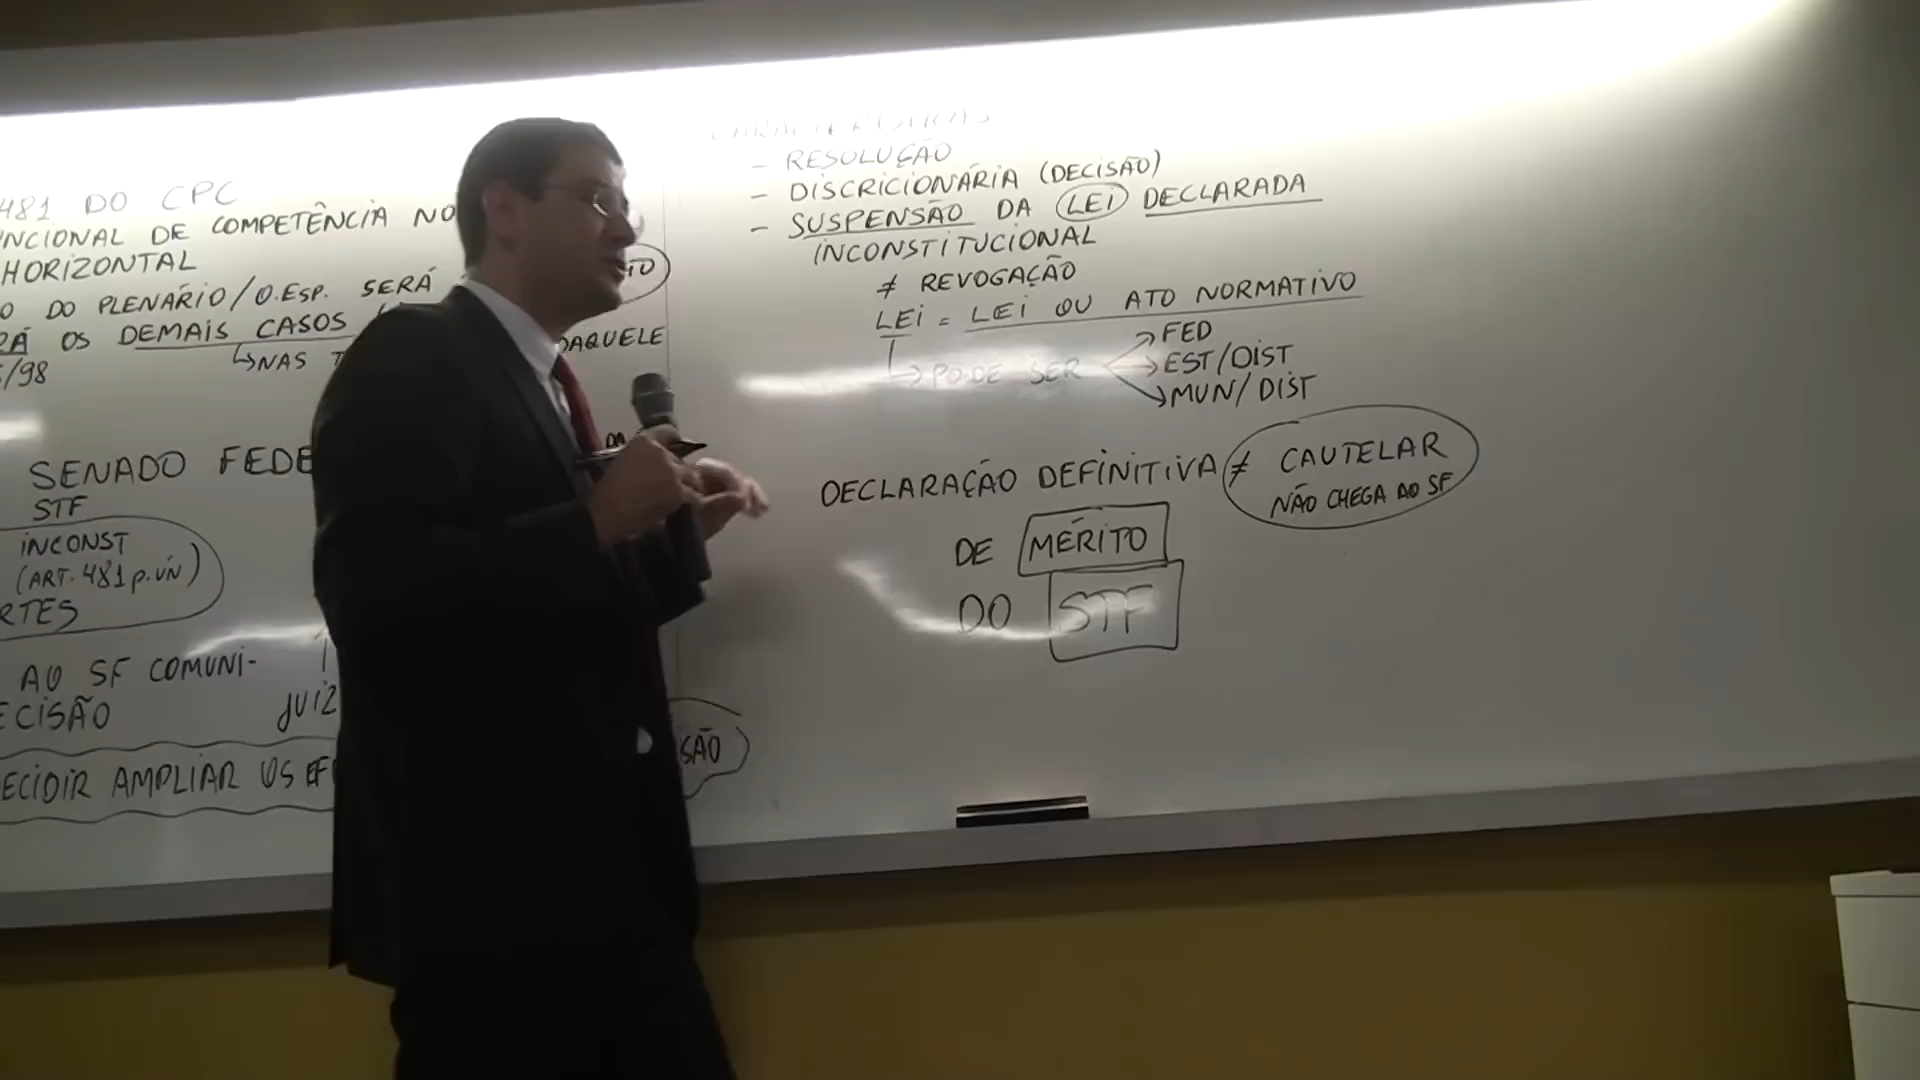 481 DO CPC
NCIONAL DE COMPETÊNCIA NO
HORIZONTAL
O DO PLENÁRIO/O.ESP. SERÁ
RÁ OS DEMAIS CASOS
↳NAS
DAQUELE
/98
SENADO FEDE
STF
INCONST
(ART. 481 p.ÚN)
RTES
AO SF COMUNI-
ECISÃO
JUIZ
ECIDIR AMPLIAR OS EF
SÃO
CARACTERÍSTICAS
- RESOLUÇÃO
- DISCRICIONÁRIA (DECISÃO)
- SUSPENSÃO DA LEI DECLARADA
INCONSTITUCIONAL
≠ REVOGAÇÃO
LEI = LEI OU ATO NORMATIVO
↳ PODE SER → FED
→ EST/DIST
→ MUN/DIST
DECLARAÇÃO DEFINITIVA ≠ CAUTELAR
NÃO CHEGA AO SF
DE MÉRITO
DO STF